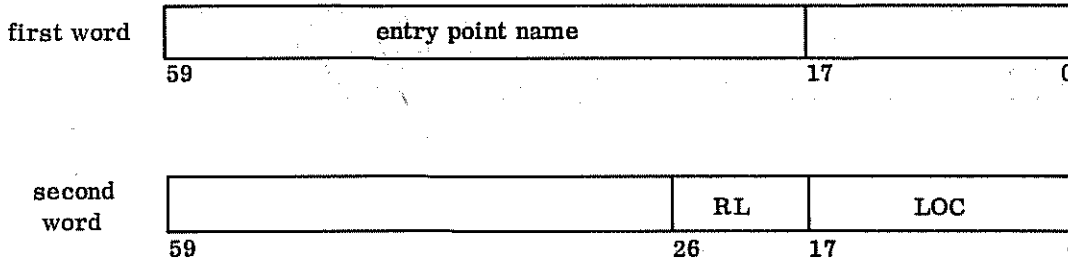 first word entry point name
59 17 0
second
word RL LOC
59 26 17